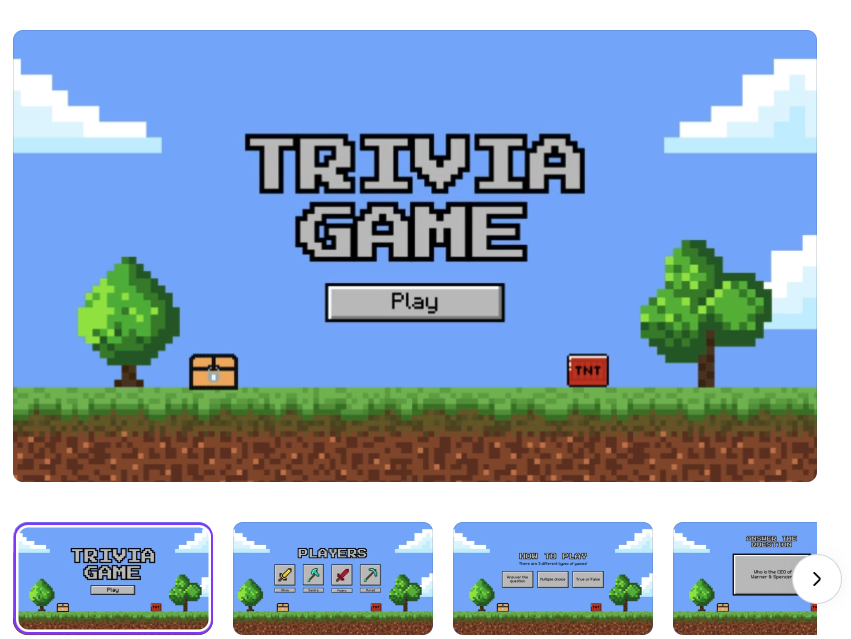 TRIVIA
GAME
Play
TNT
TRIVIA
GAME
Play
PLAYERS
HOW TO PLAY
There are 3 different types of games!
Answer the
question
Multiple choice
True or False
ANSWER THE
QUESTION
Who is the CEO of
Warner & Spencer